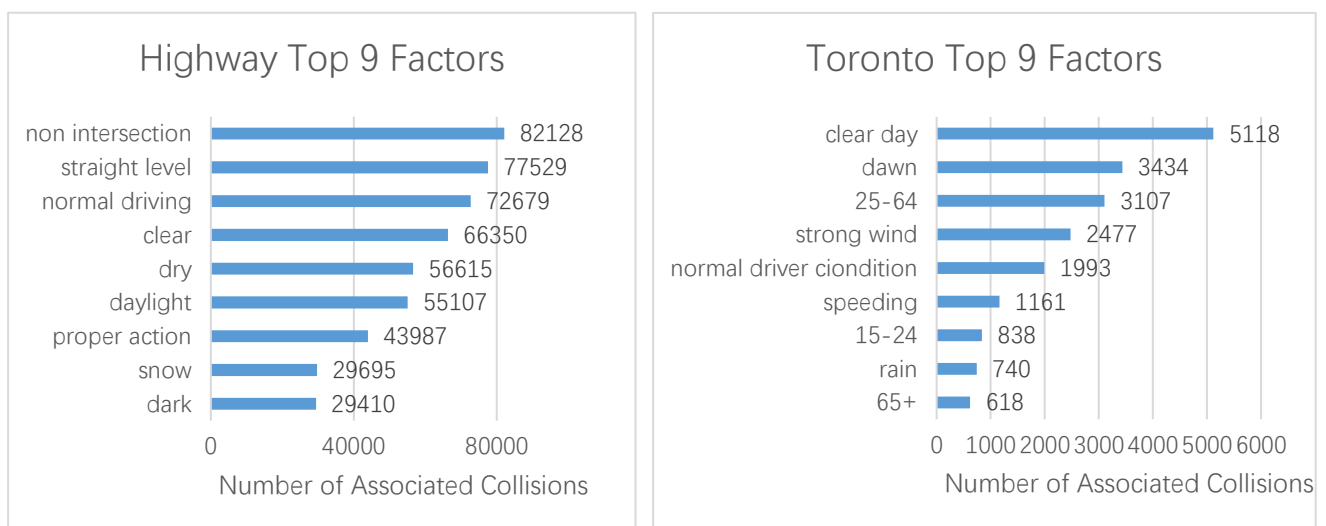 Highway Top 9 Factors
non intersection 82128
straight level 77529
normal driving 72679
clear 66350
dry 56615
daylight 55107
proper action 43987
snow 29695
dark 29410
0 40000 80000
Number of Associated Collisions
Toronto Top 9 Factors
clear day 5118
dawn 3434
25-64 3107
strong wind 2477
normal driver ciondition 1993
speeding 1161
15-24 838
rain 740
65+ 618
0 1000 2000 3000 4000 5000 6000
Number of Associated Collisions